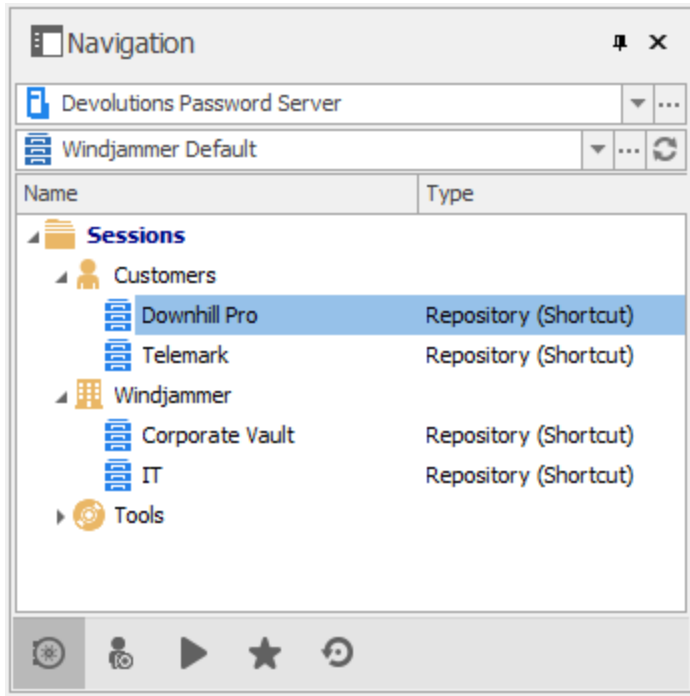 Navigation
Devolutions Password Server
Windjammer Default
Name Type
Sessions
Customers
Downhill Pro Repository (Shortcut)
Telemark Repository (Shortcut)
Windjammer
Corporate Vault Repository (Shortcut)
IT Repository (Shortcut)
Tools